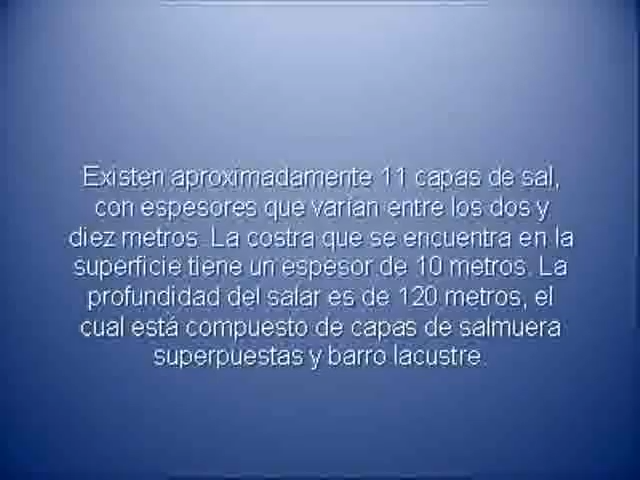 Existen aproximadamente 11 capas de sal,
con espesores que varían entre los dos y
diez metros. La costra que se encuentra en la
superficie tiene un espesor de 10 metros. La
profundidad del salar es de 120 metros, el
cual está compuesto de capas de salmuera
superpuestas y barro lacustre.